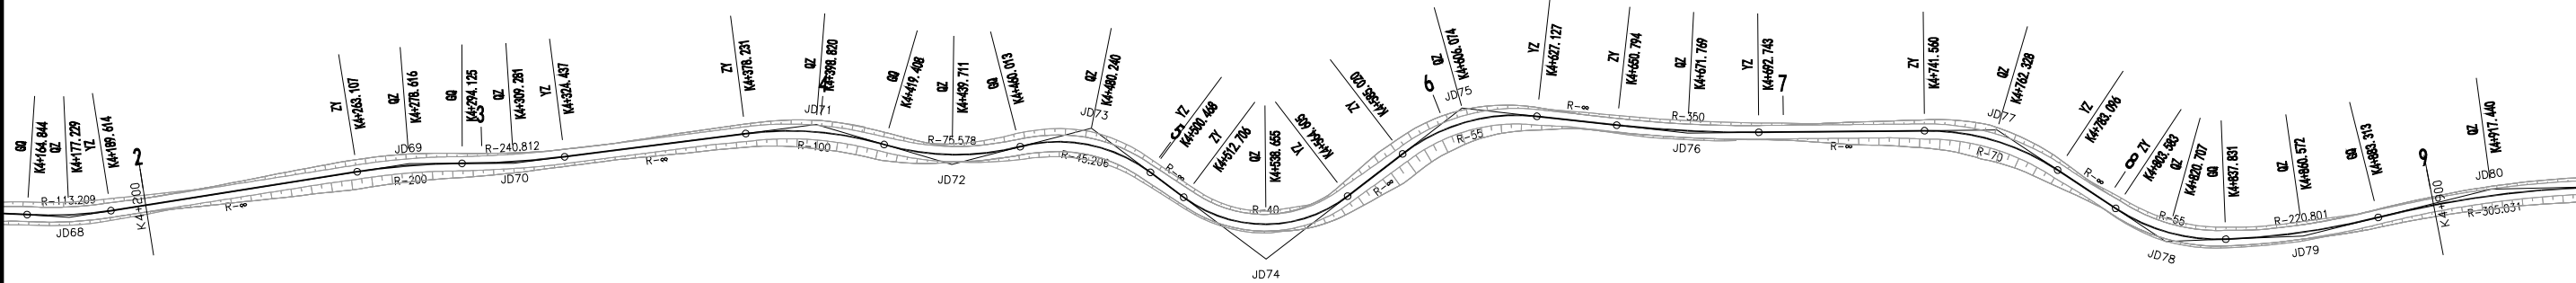 GQ
K4+164.844
QZ
K4+177.229
YZ
K4+189.614
2
K4+200
R-113.209
JD68
R-∞
ZY
K4+263.107
QZ
K4+278.616
GQ
K4+294.125
3
QZ
K4+309.281
YZ
K4+324.437
JD69
R-200
R-240.812
JD70
R-∞
ZY
K4+378.231
QZ
K4+398.820
4
JD71
R-100
GQ
K4+419.408
QZ
K4+439.711
GQ
K4+460.013
R-75.578
JD72
QZ
K4+480.240
JD73
R-45.206
5
YZ
K4+500.468
R-∞
ZY
K4+512.706
QZ
K4+538.655
YZ
K4+564.605
R-40
JD74
R-∞
ZY
K4+585.020
6
QZ
K4+606.074
JD75
R-55
YZ
K4+627.127
R-∞
ZY
K4+650.794
QZ
K4+671.769
R-350
JD76
YZ
K4+692.743
7
R-∞
ZY
K4+741.560
QZ
K4+762.328
JD77
R-70
YZ
K4+783.096
R-∞
8
ZY
K4+803.583
QZ
K4+820.707
GQ
K4+837.831
R-55
JD78
QZ
K4+860.572
R-220.801
JD79
GQ
K4+883.313
9
K4+900
QZ
K4+917.440
JD80
R-305.031